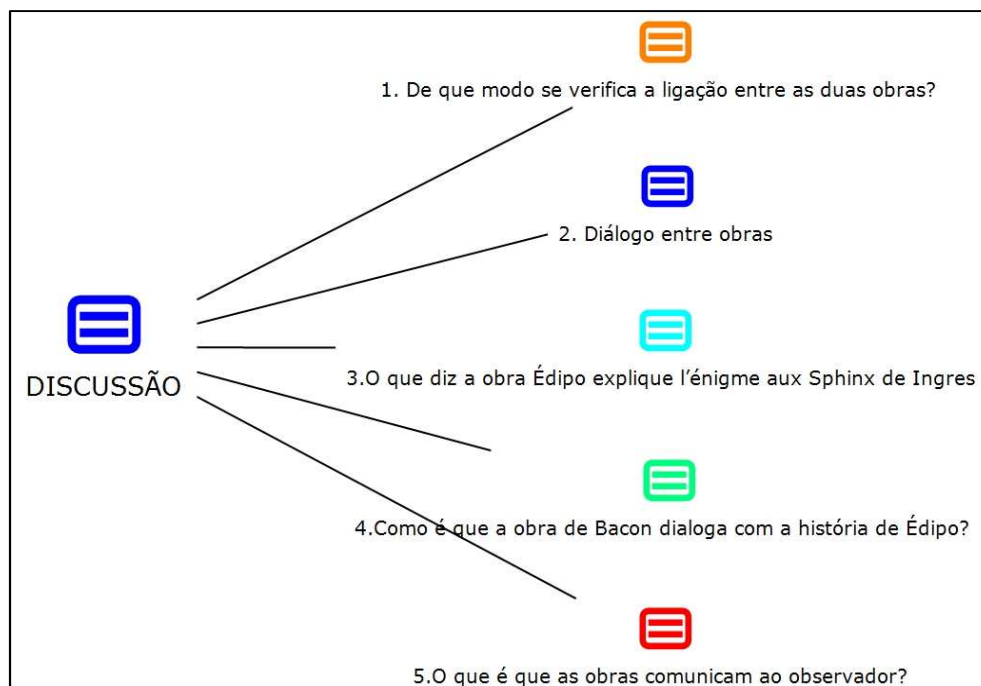 1. De que modo se verifica a ligação entre as duas obras?
2. Diálogo entre obras
DISCUSSÃO
3.O que diz a obra Édipo explique l’énigme aux Sphinx de Ingres
4.Como é que a obra de Bacon dialoga com a história de Édipo?
5.O que é que as obras comunicam ao observador?